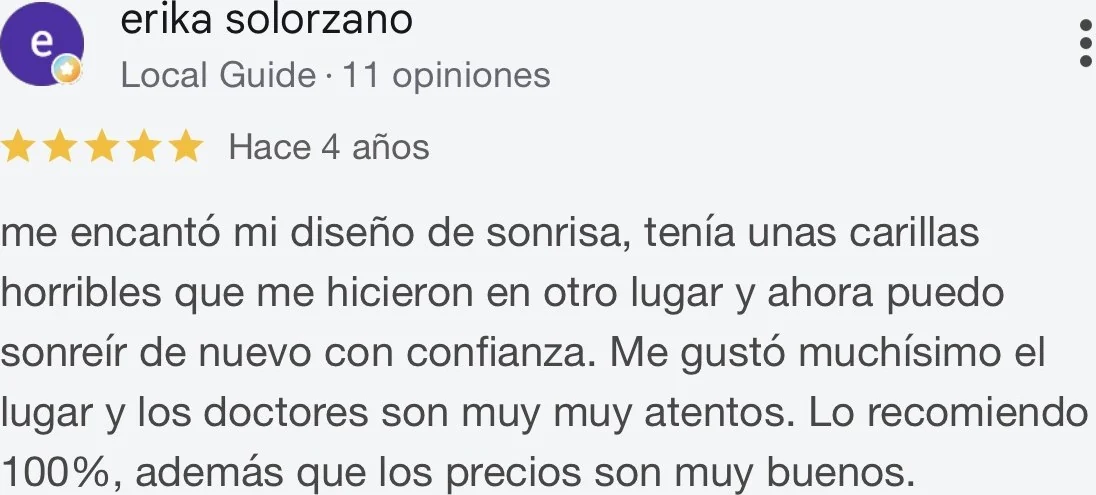 e
erika solorzano
Local Guide · 11 opiniones
Hace 4 años
me encantó mi diseño de sonrisa, tenía unas carillas
horribles que me hicieron en otro lugar y ahora puedo
sonreír de nuevo con confianza. Me gustó muchísimo el
lugar y los doctores son muy muy atentos. Lo recomiendo
100%, además que los precios son muy buenos.